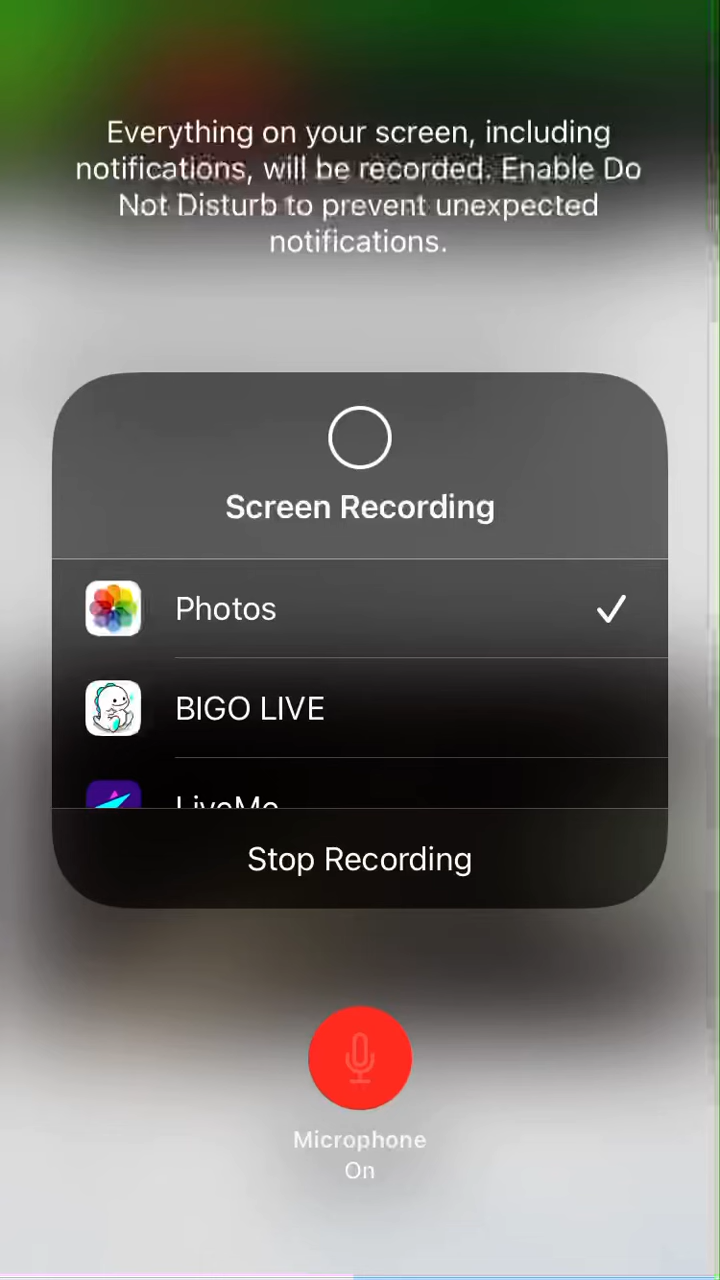 Everything on your screen, including
notifications, will be recorded. Enable Do
Not Disturb to prevent unexpected
notifications.
Screen Recording
Photos
BIGO LIVE
LiveMe
Stop Recording
Microphone
On